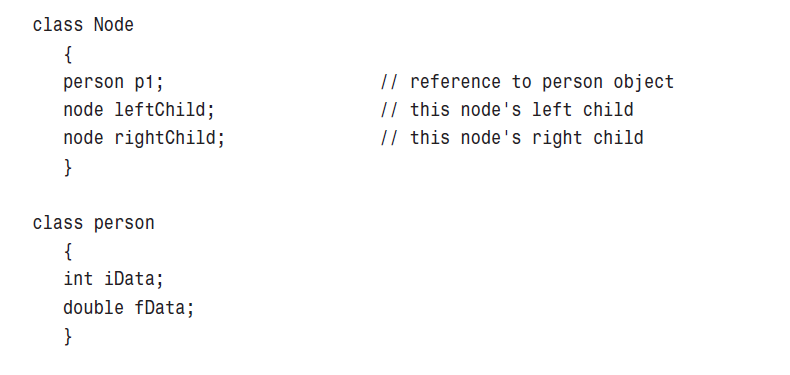 class Node
{
person p1; // reference to person object
node leftChild; // this node's left child
node rightChild; // this node's right child
}
class person
{
int iData;
double fData;
}